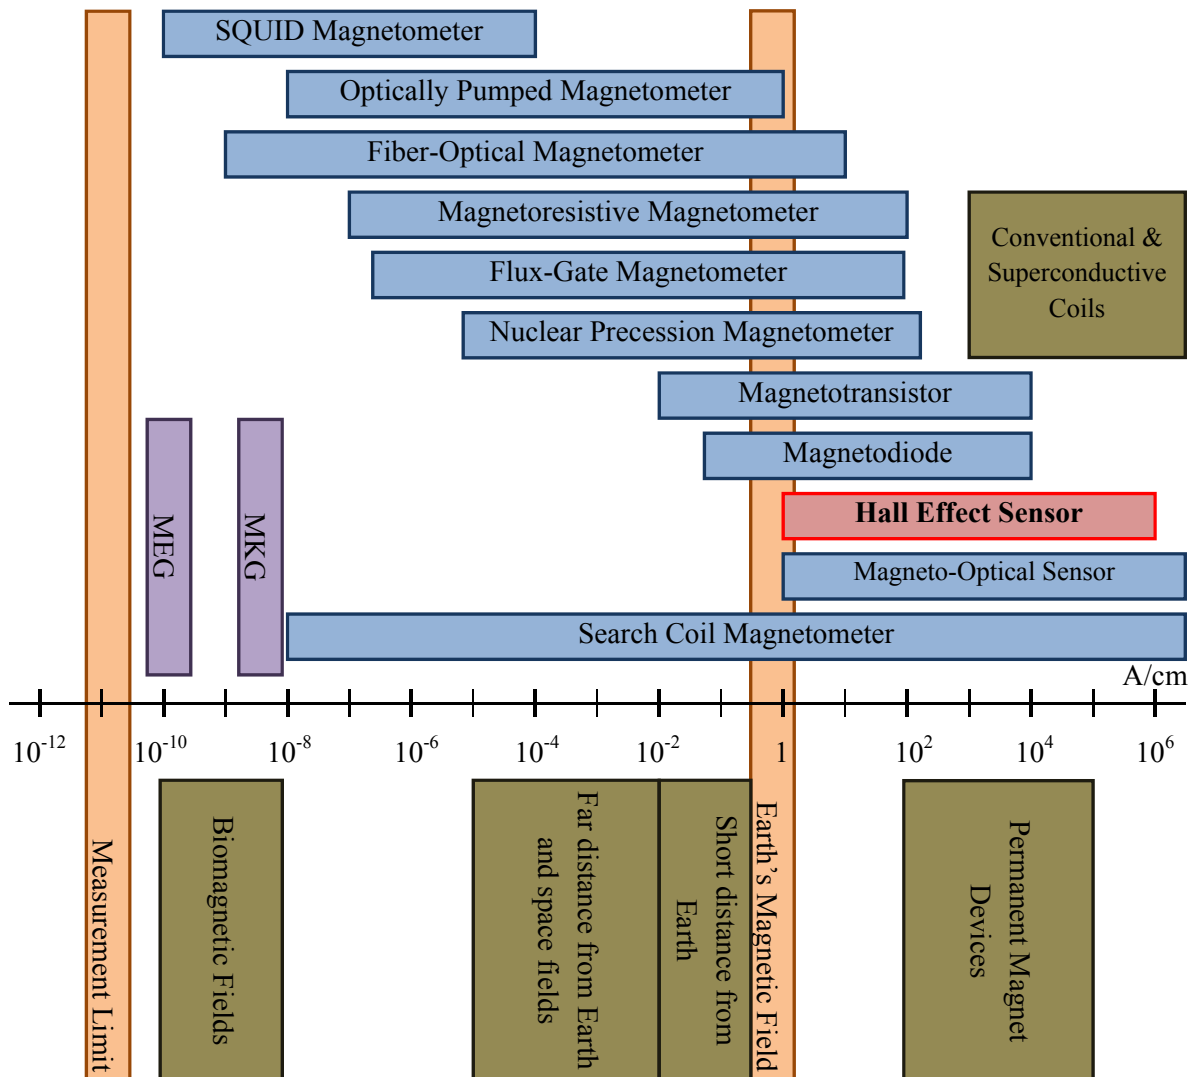 SQUID Magnetometer
Optically Pumped Magnetometer
Fiber-Optical Magnetometer
Magnetoresistive Magnetometer
Flux-Gate Magnetometer
Nuclear Precession Magnetometer
Conventional &
Superconductive
Coils
Magnetotransistor
Magnetodiode
Hall Effect Sensor
Magneto-Optical Sensor
Search Coil Magnetometer
MEG
MKG
A/cm
10⁻¹² 10⁻¹⁰ 10⁻⁸ 10⁻⁶ 10⁻⁴ 10⁻² 1 10² 10⁴ 10⁶
Measurement Limit
Biomagnetic Fields
Far distance from Earth
and space fields
Short distance from
Earth
Earth's Magnetic Field
Permanent Magnet
Devices